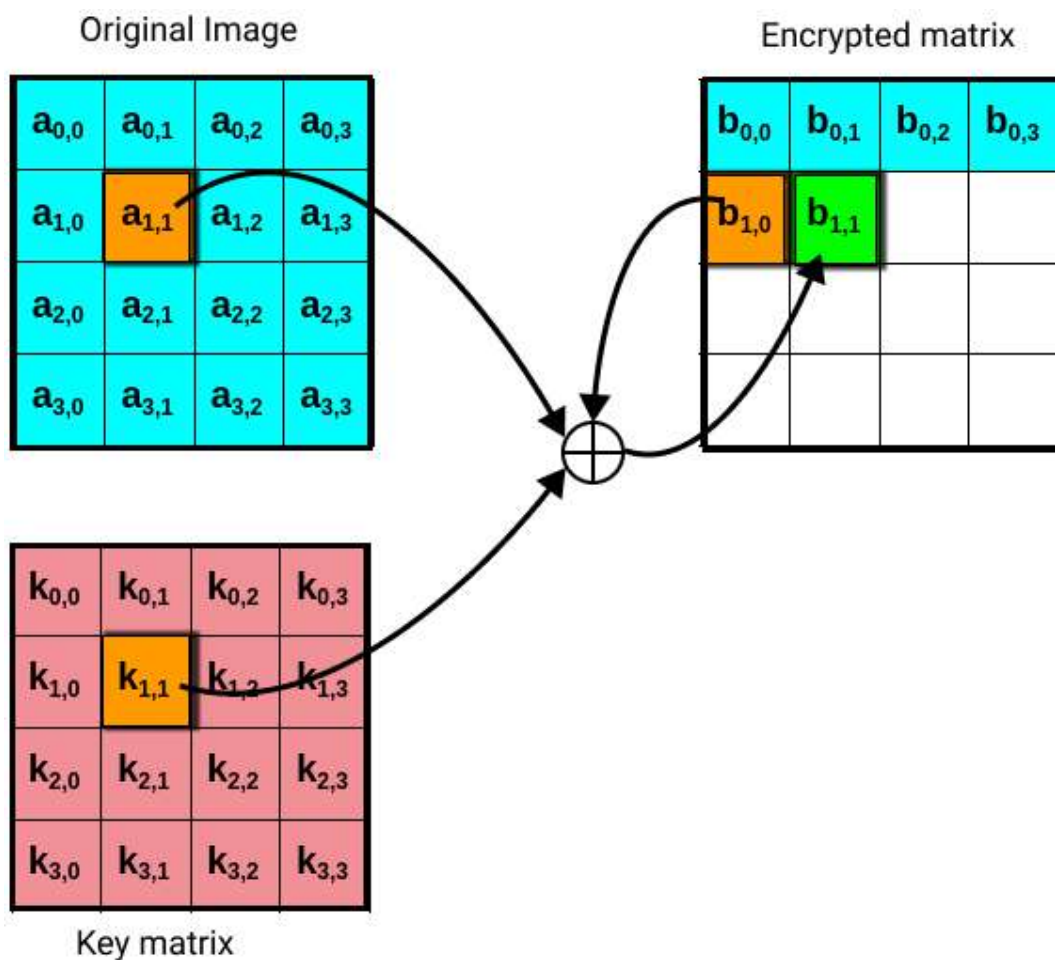 Original Image
a0,0 a0,1 a0,2 a0,3
a1,0 a1,1 a1,2 a1,3
a2,0 a2,1 a2,2 a2,3
a3,0 a3,1 a3,2 a3,3
Encrypted matrix
b0,0 b0,1 b0,2 b0,3
b1,0 b1,1
k0,0 k0,1 k0,2 k0,3
k1,0 k1,1 k1,2 k1,3
k2,0 k2,1 k2,2 k2,3
k3,0 k3,1 k3,2 k3,3
Key matrix